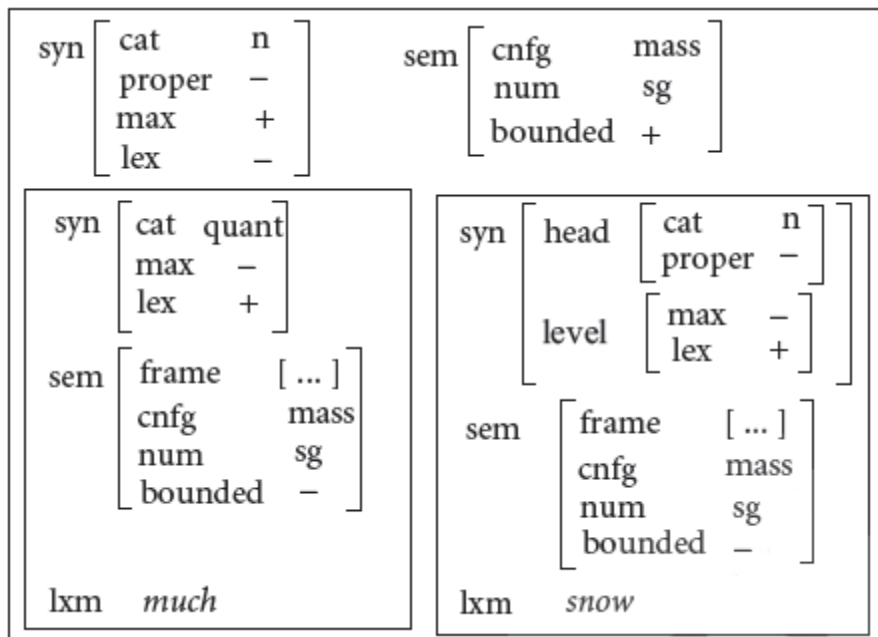 syn cat n
proper −
max +
lex −
sem cnfg mass
num sg
bounded +
syn cat quant
max −
lex +
sem frame [ ... ]
cnfg mass
num sg
bounded −
lxm much
syn head cat n
proper −
level max −
lex +
sem frame [ ... ]
cnfg mass
num sg
bounded −
lxm snow